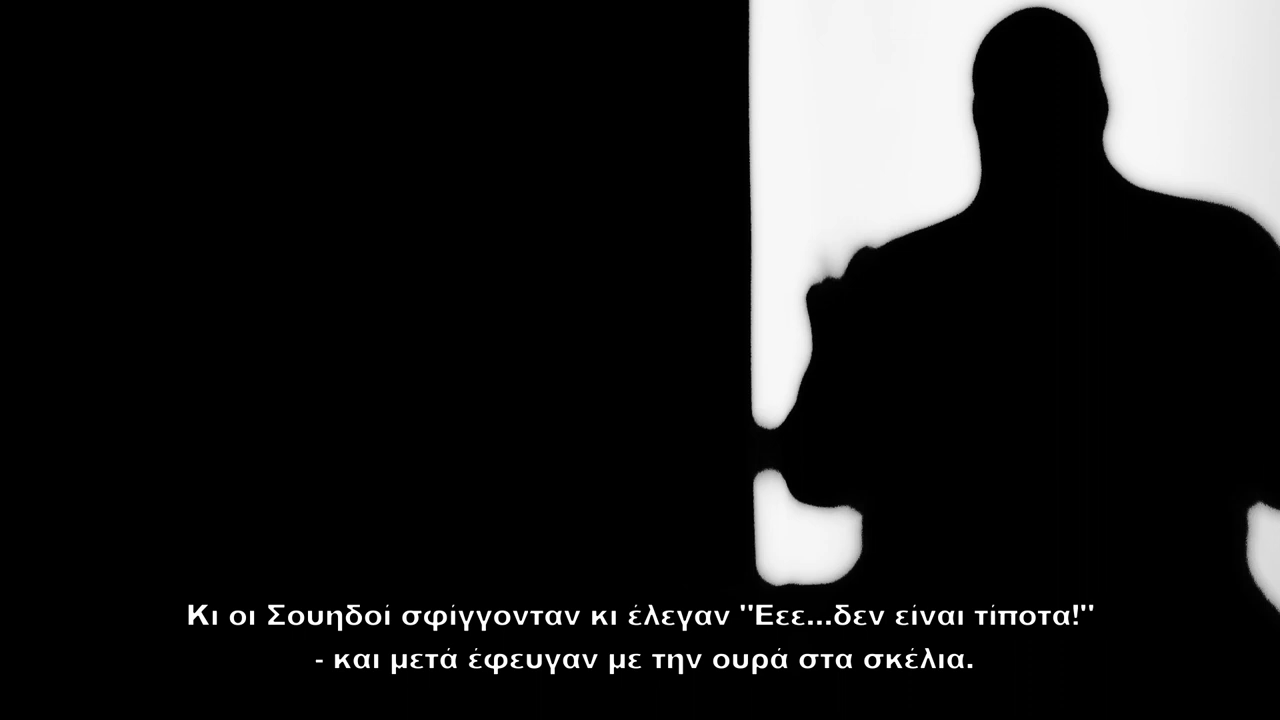 Κι οι Σουηδοί σφίγγονταν κι έλεγαν "Εεε...δεν είναι τίποτα!"
- και μετά έφευγαν με την ουρά στα σκέλια.